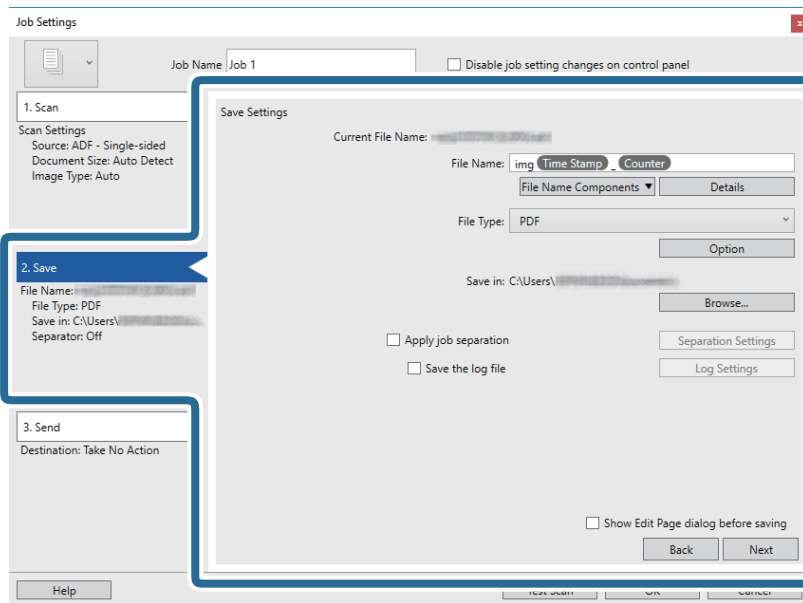 Job Settings
Job Name Job 1
Disable job setting changes on control panel
1. Scan
Scan Settings
Source: ADF - Single-sided
Document Size: Auto Detect
Image Type: Auto
2. Save
File Name:
File Type: PDF
Save in: C:\Users\
Separator: Off
3. Send
Destination: Take No Action
Save Settings
Current File Name:
File Name: img Time Stamp _ Counter
File Name Components ▼ Details
File Type: PDF
Option
Save in: C:\Users\
Browse...
Apply job separation Separation Settings
Save the log file Log Settings
Show Edit Page dialog before saving
Back Next
Help Test Scan OK Cancel